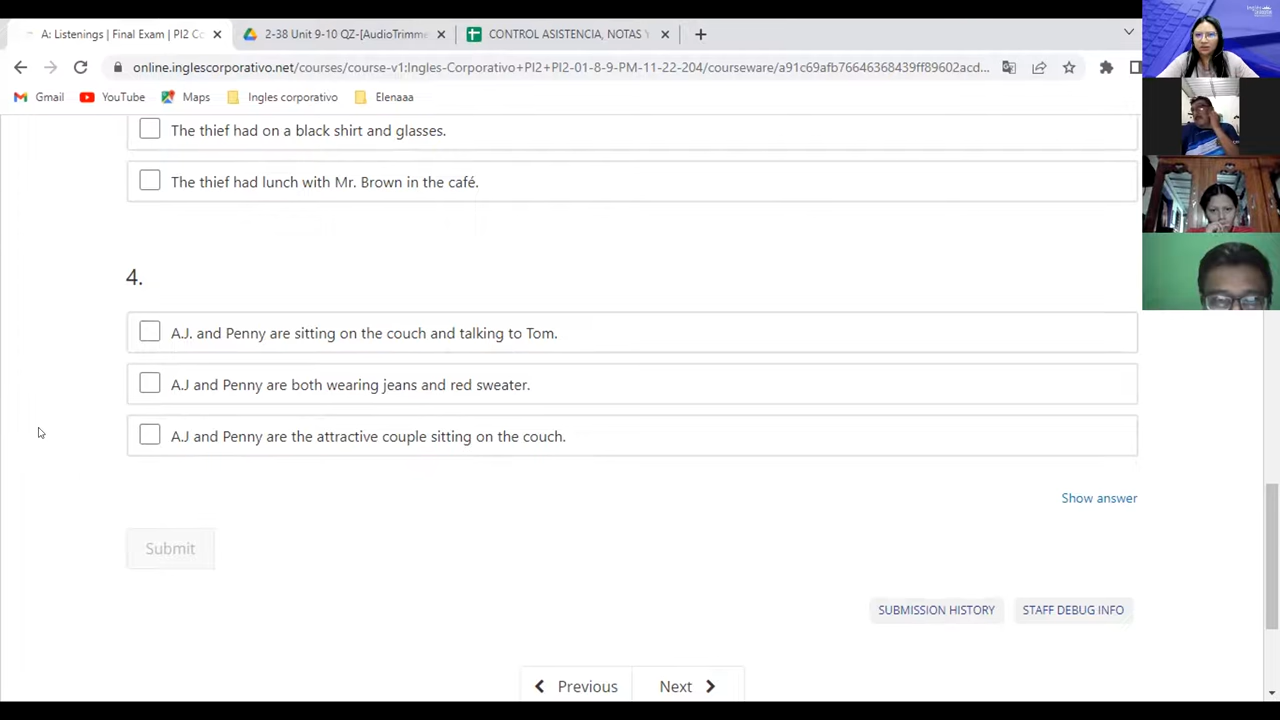 A: Listenings | Final Exam | PI2 Co
2-38 Unit 9-10 QZ-[AudioTrimme
CONTROL ASISTENCIA, NOTAS Y
online.inglescorporativo.net/courses/course-v1:Ingles-Corporativo+PI2+PI2-01-8-9-PM-11-22-204/courseware/a91c69afb76646368439ff89602acd...
Gmail
YouTube
Maps
Ingles corporativo
Elenaaa
The thief had on a black shirt and glasses.
The thief had lunch with Mr. Brown in the café.
4.
A.J. and Penny are sitting on the couch and talking to Tom.
A.J and Penny are both wearing jeans and red sweater.
A.J and Penny are the attractive couple sitting on the couch.
Show answer
Submit
SUBMISSION HISTORY
STAFF DEBUG INFO
Previous
Next